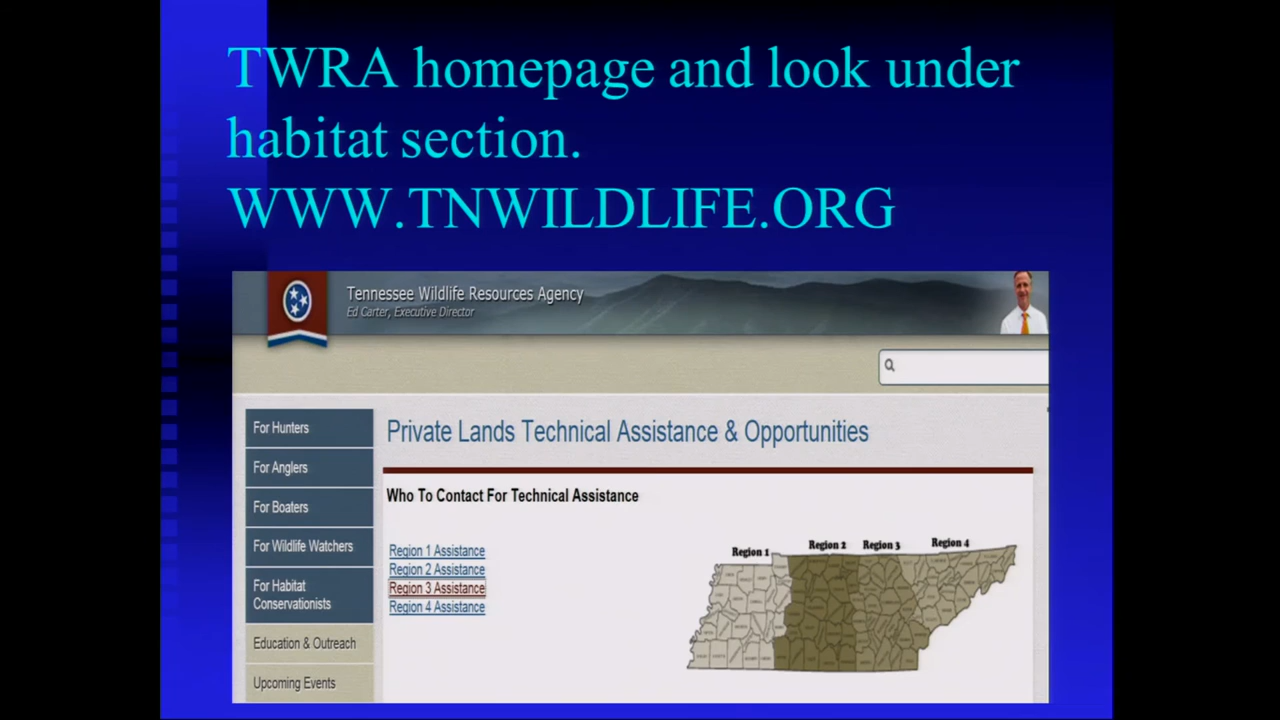 TWRA homepage and look under
habitat section.
WWW.TNWILDLIFE.ORG
Tennessee Wildlife Resources Agency
Ed Carter, Executive Director
For Hunters
For Anglers
For Boaters
For Wildlife Watchers
For Habitat
Conservationists
Education & Outreach
Upcoming Events
Private Lands Technical Assistance & Opportunities
Who To Contact For Technical Assistance
Region 1 Assistance
Region 2 Assistance
Region 3 Assistance
Region 4 Assistance
Region 1
Region 2
Region 3
Region 4